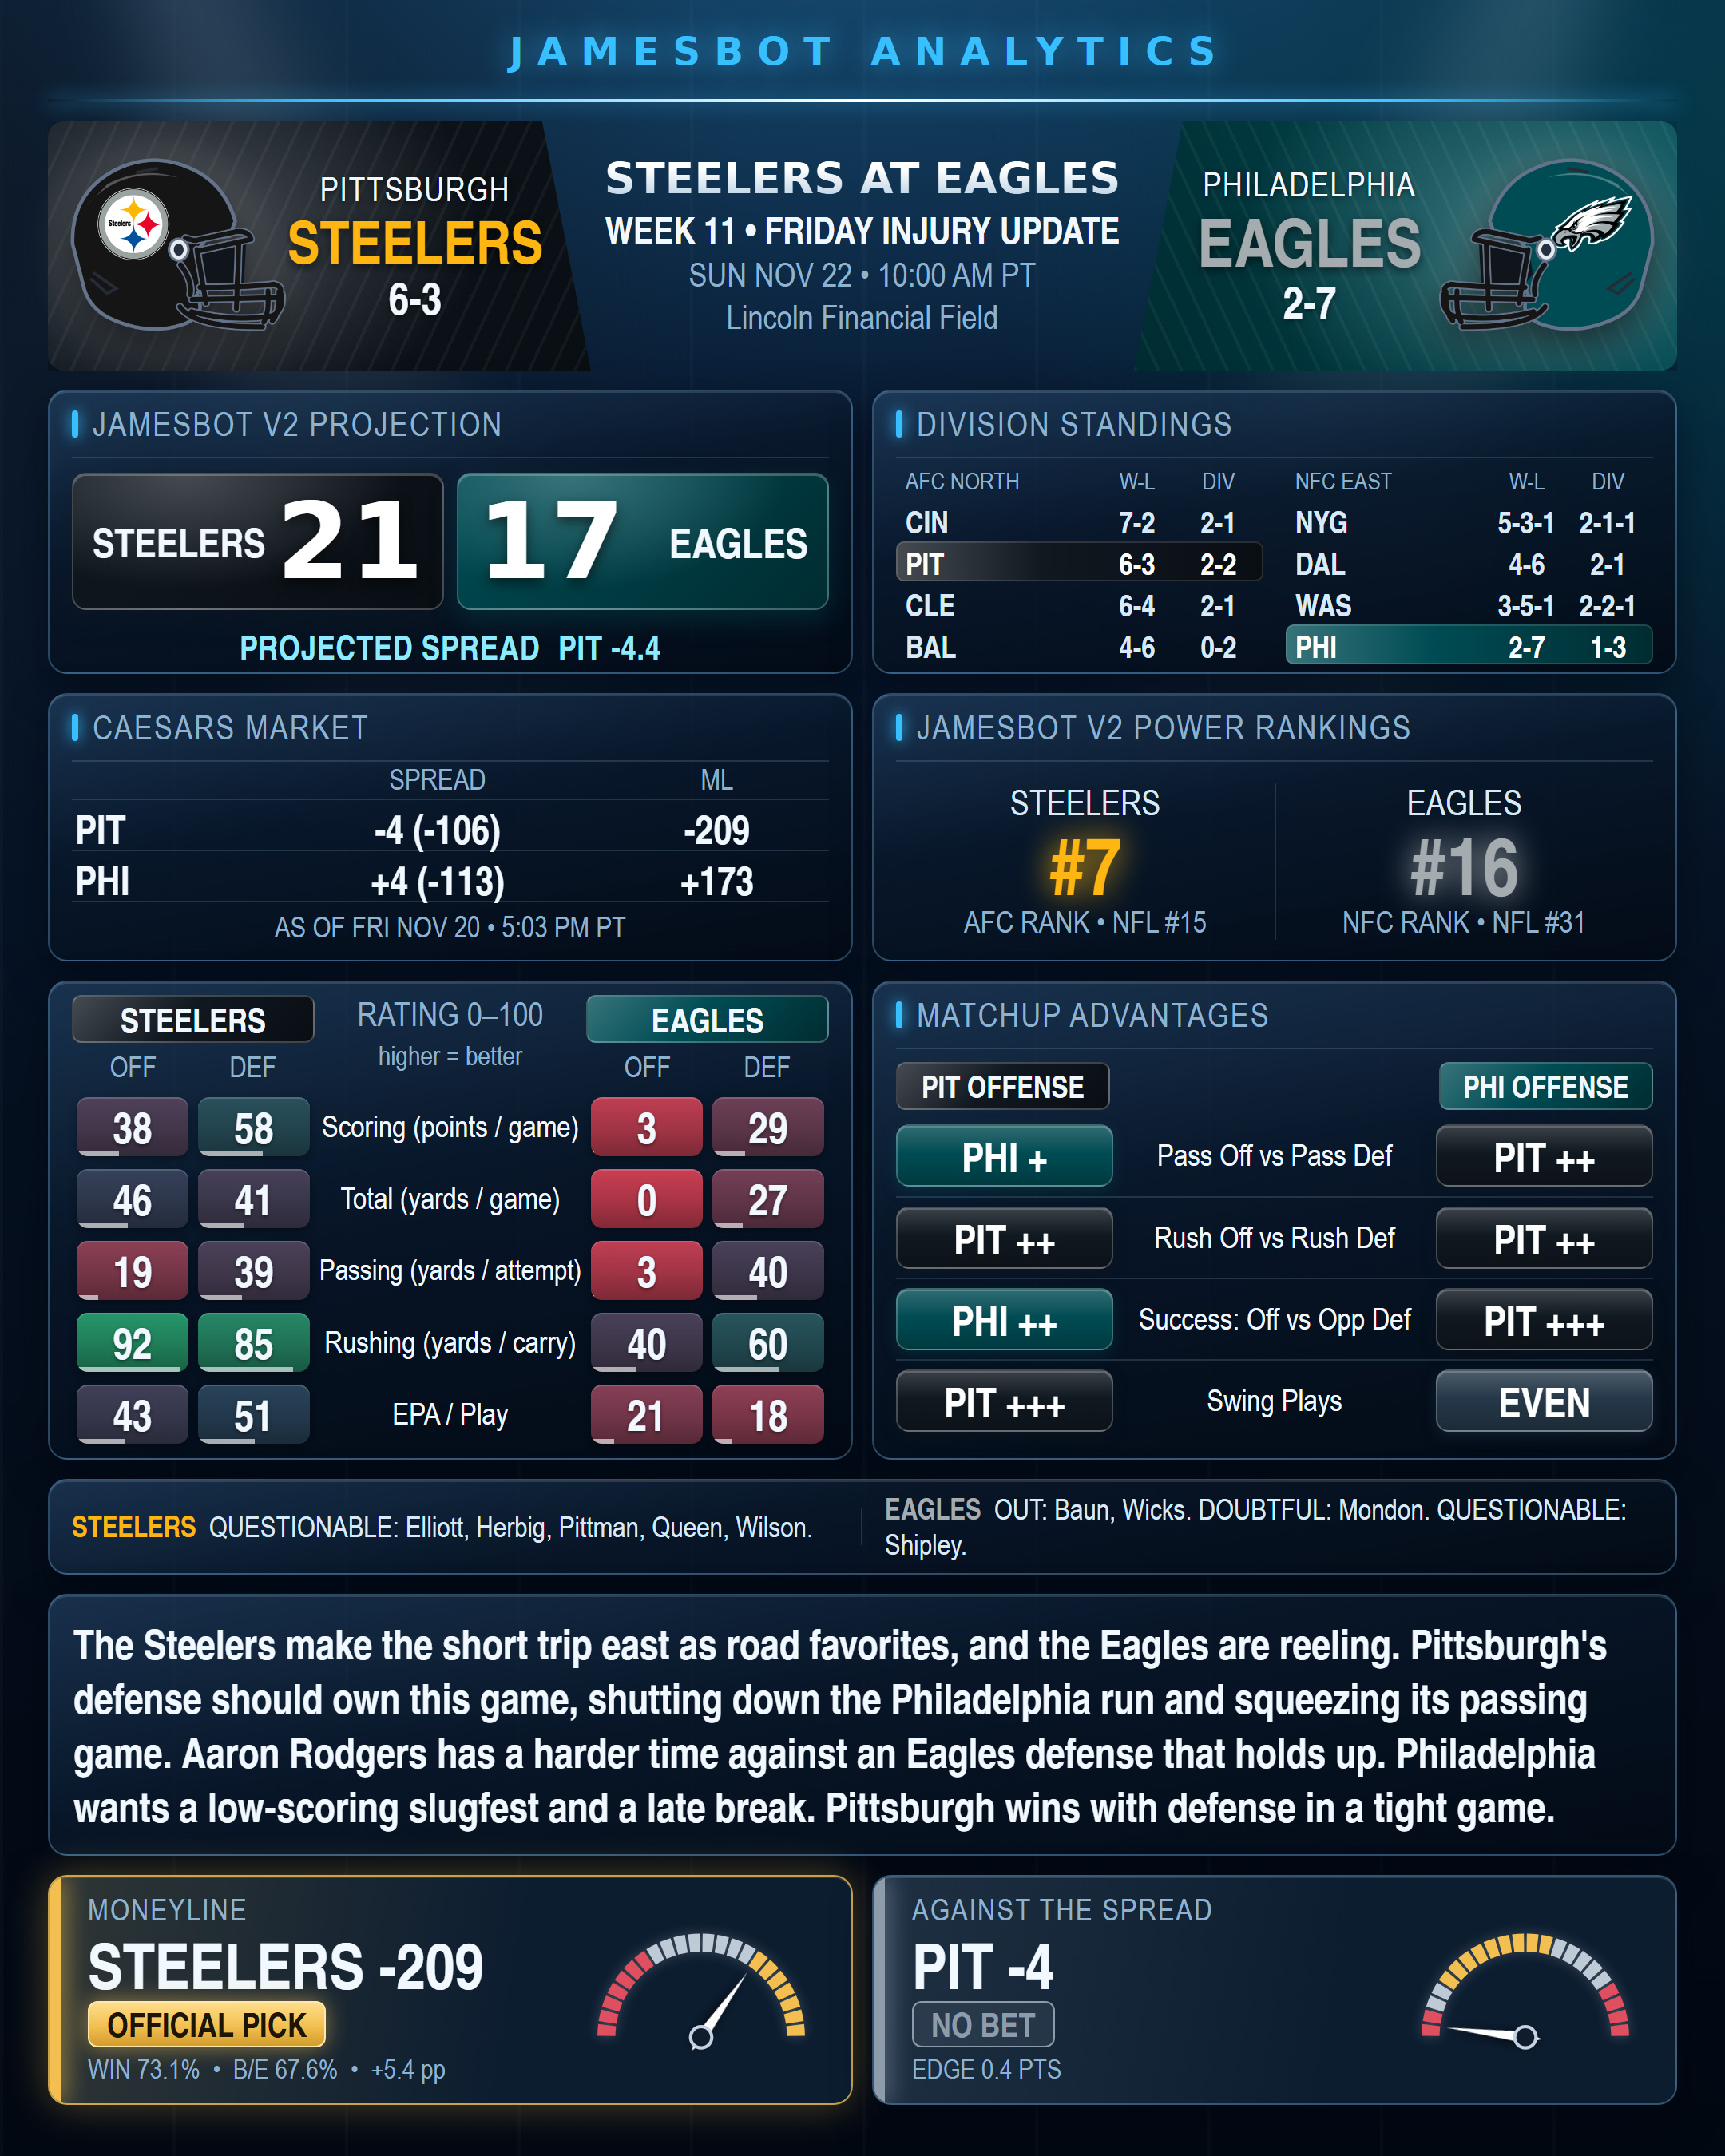 JAMESBOT ANALYTICS
Steelers
PITTSBURGH
STEELERS
6-3
STEELERS AT EAGLES
WEEK 11 • FRIDAY INJURY UPDATE
SUN NOV 22 • 10:00 AM PT
Lincoln Financial Field
PHILADELPHIA
EAGLES
2-7
JAMESBOT V2 PROJECTION
STEELERS 21
17 EAGLES
PROJECTED SPREAD PIT -4.4
DIVISION STANDINGS
AFC NORTH W-L DIV
CIN 7-2 2-1
PIT 6-3 2-2
CLE 6-4 2-1
BAL 4-6 0-2
NFC EAST W-L DIV
NYG 5-3-1 2-1-1
DAL 4-6 2-1
WAS 3-5-1 2-2-1
PHI 2-7 1-3
CAESARS MARKET
SPREAD ML
PIT -4 (-106) -209
PHI +4 (-113) +173
AS OF FRI NOV 20 • 5:03 PM PT
JAMESBOT V2 POWER RANKINGS
STEELERS
#7
AFC RANK • NFL #15
EAGLES
#16
NFC RANK • NFL #31
STEELERS RATING 0–100 EAGLES
OFF DEF higher = better OFF DEF
38 58 Scoring (points / game) 3 29
46 41 Total (yards / game) 0 27
19 39 Passing (yards / attempt) 3 40
92 85 Rushing (yards / carry) 40 60
43 51 EPA / Play 21 18
MATCHUP ADVANTAGES
PIT OFFENSE PHI OFFENSE
PHI + Pass Off vs Pass Def PIT ++
PIT ++ Rush Off vs Rush Def PIT ++
PHI ++ Success: Off vs Opp Def PIT +++
PIT +++ Swing Plays EVEN
STEELERS QUESTIONABLE: Elliott, Herbig, Pittman, Queen, Wilson.
EAGLES OUT: Baun, Wicks. DOUBTFUL: Mondon. QUESTIONABLE:
Shipley.
The Steelers make the short trip east as road favorites, and the Eagles are reeling. Pittsburgh's
defense should own this game, shutting down the Philadelphia run and squeezing its passing
game. Aaron Rodgers has a harder time against an Eagles defense that holds up. Philadelphia
wants a low-scoring slugfest and a late break. Pittsburgh wins with defense in a tight game.
MONEYLINE
STEELERS -209
OFFICIAL PICK
WIN 73.1% • B/E 67.6% • +5.4 pp
AGAINST THE SPREAD
PIT -4
NO BET
EDGE 0.4 PTS